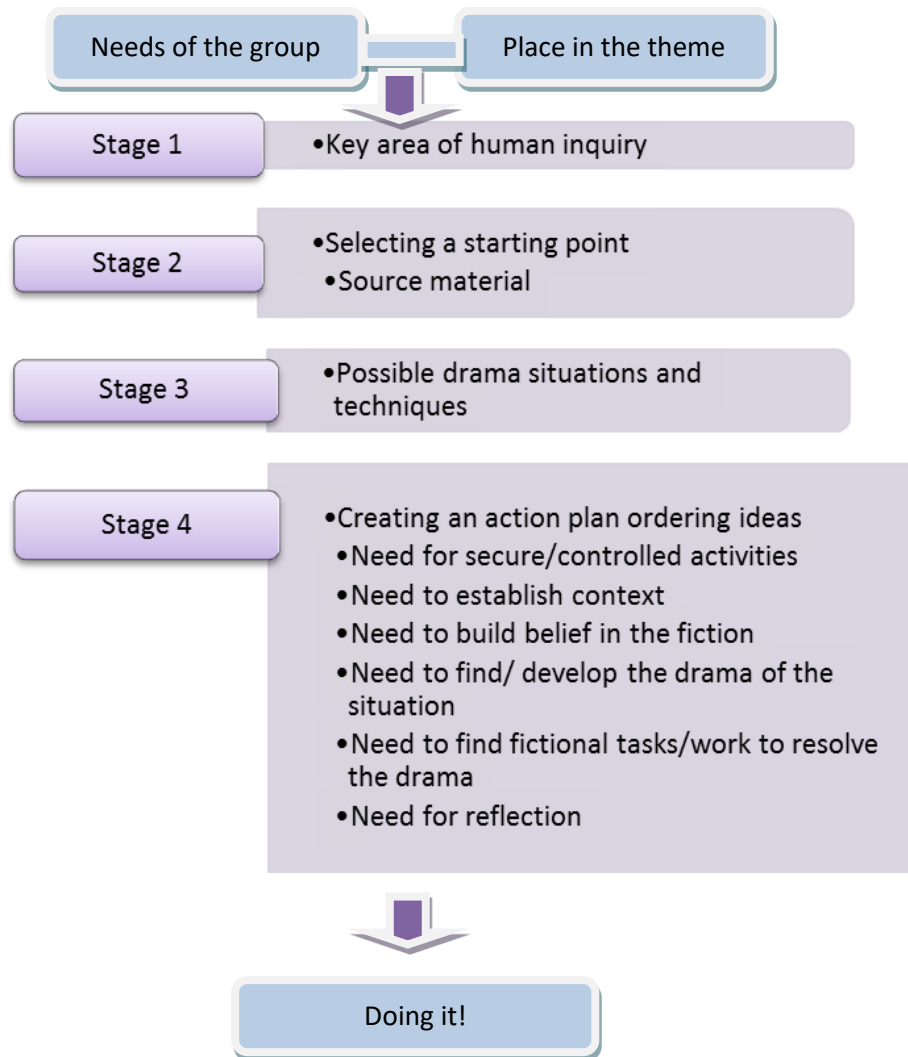 Needs of the group
Place in the theme
Stage 1
•Key area of human inquiry
Stage 2
•Selecting a starting point
•Source material
Stage 3
•Possible drama situations and
techniques
Stage 4
•Creating an action plan ordering ideas
•Need for secure/controlled activities
•Need to establish context
•Need to build belief in the fiction
•Need to find/ develop the drama of the
situation
•Need to find fictional tasks/work to resolve
the drama
•Need for reflection
Doing it!